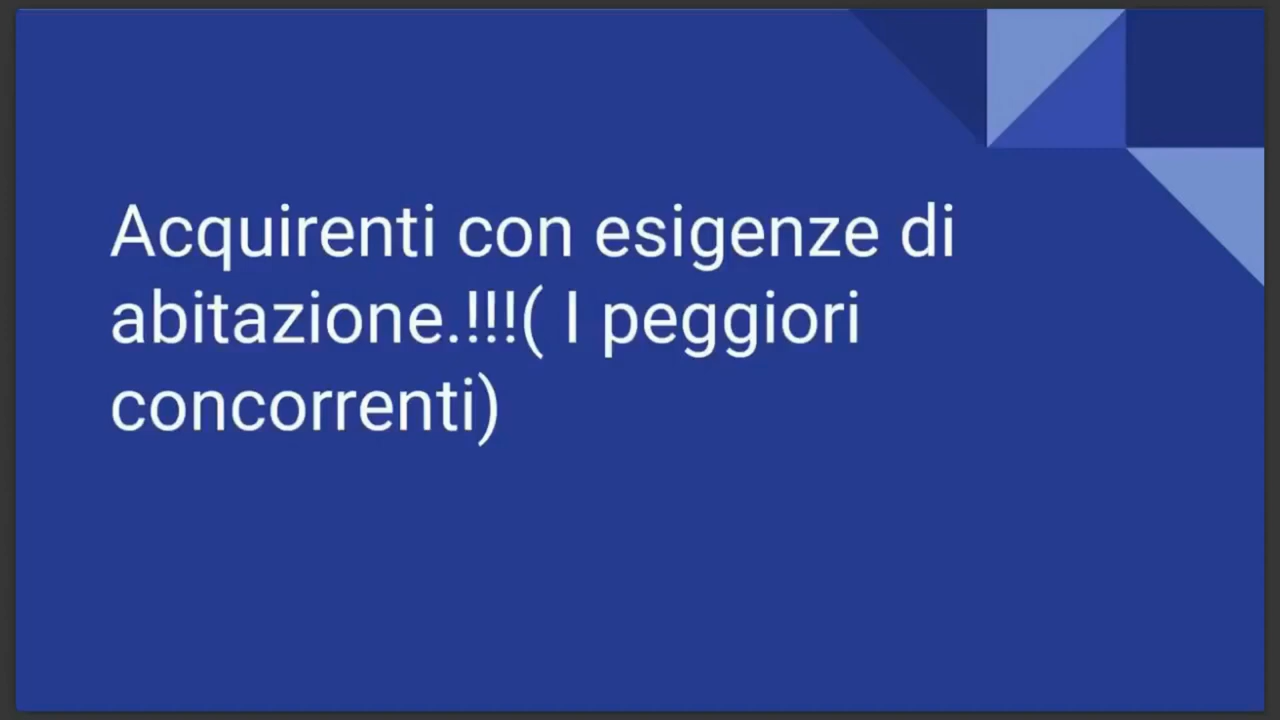 Acquirenti con esigenze di
abitazione.!!!( I peggiori
concorrenti)